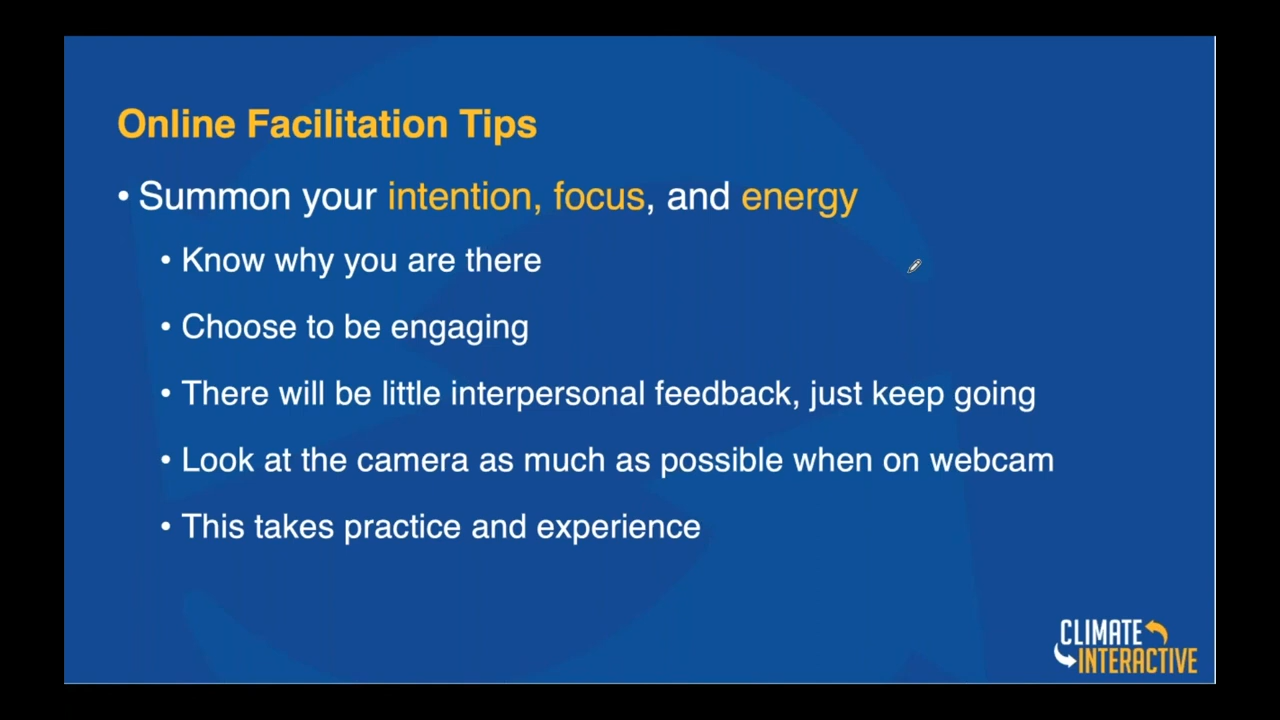 Online Facilitation Tips
• Summon your intention, focus, and energy
• Know why you are there
• Choose to be engaging
• There will be little interpersonal feedback, just keep going
• Look at the camera as much as possible when on webcam
• This takes practice and experience
CLIMATE
INTERACTIVE